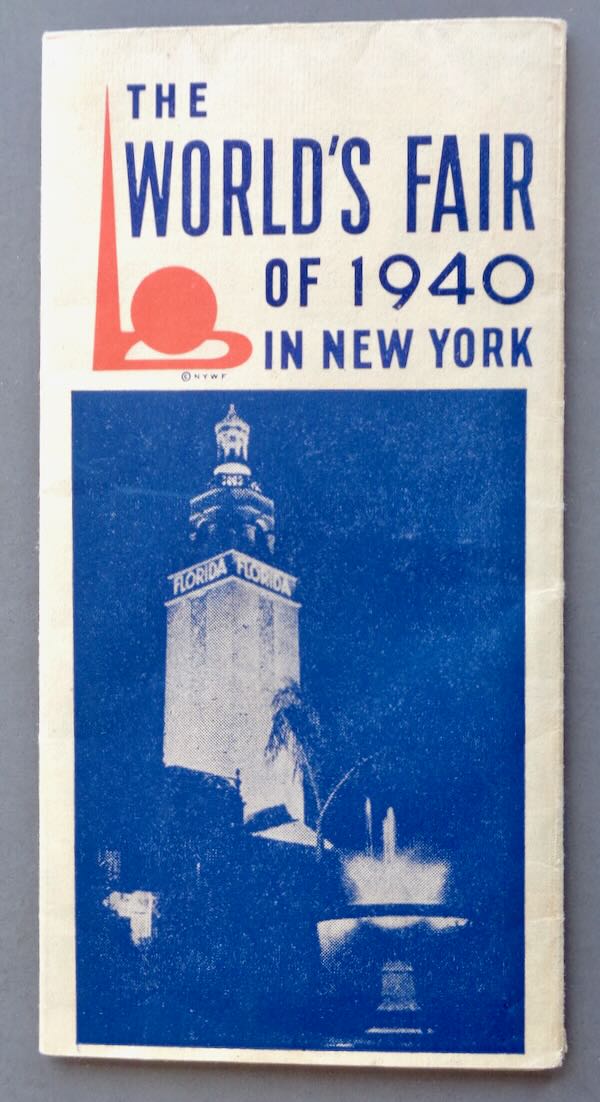 THE
WORLD'S FAIR
OF 1940
IN NEW YORK
© NYWF
FLORIDA FLORIDA